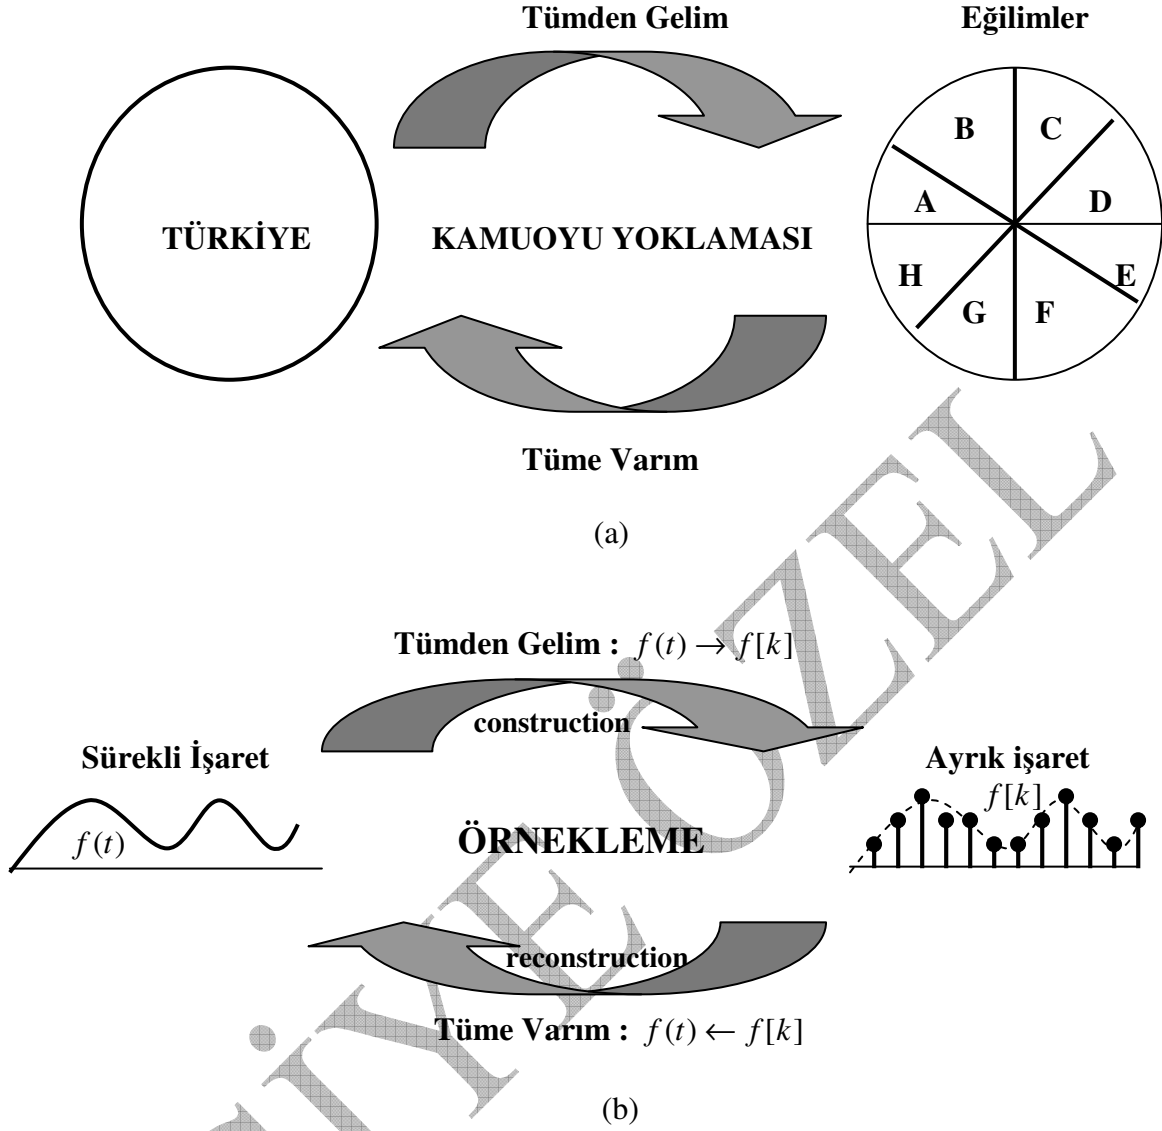 Tümden Gelim
Eğilimler
B
C
A
D
TÜRKİYE
KAMUOYU YOKLAMASI
H
E
G
F
Tüme Varım
(a)
Tümden Gelim : f(t) → f[k]
construction
Sürekli İşaret
Ayrık işaret
f(t)
f[k]
ÖRNEKLEME
reconstruction
Tüme Varım : f(t) ← f[k]
(b)
ÖZEL